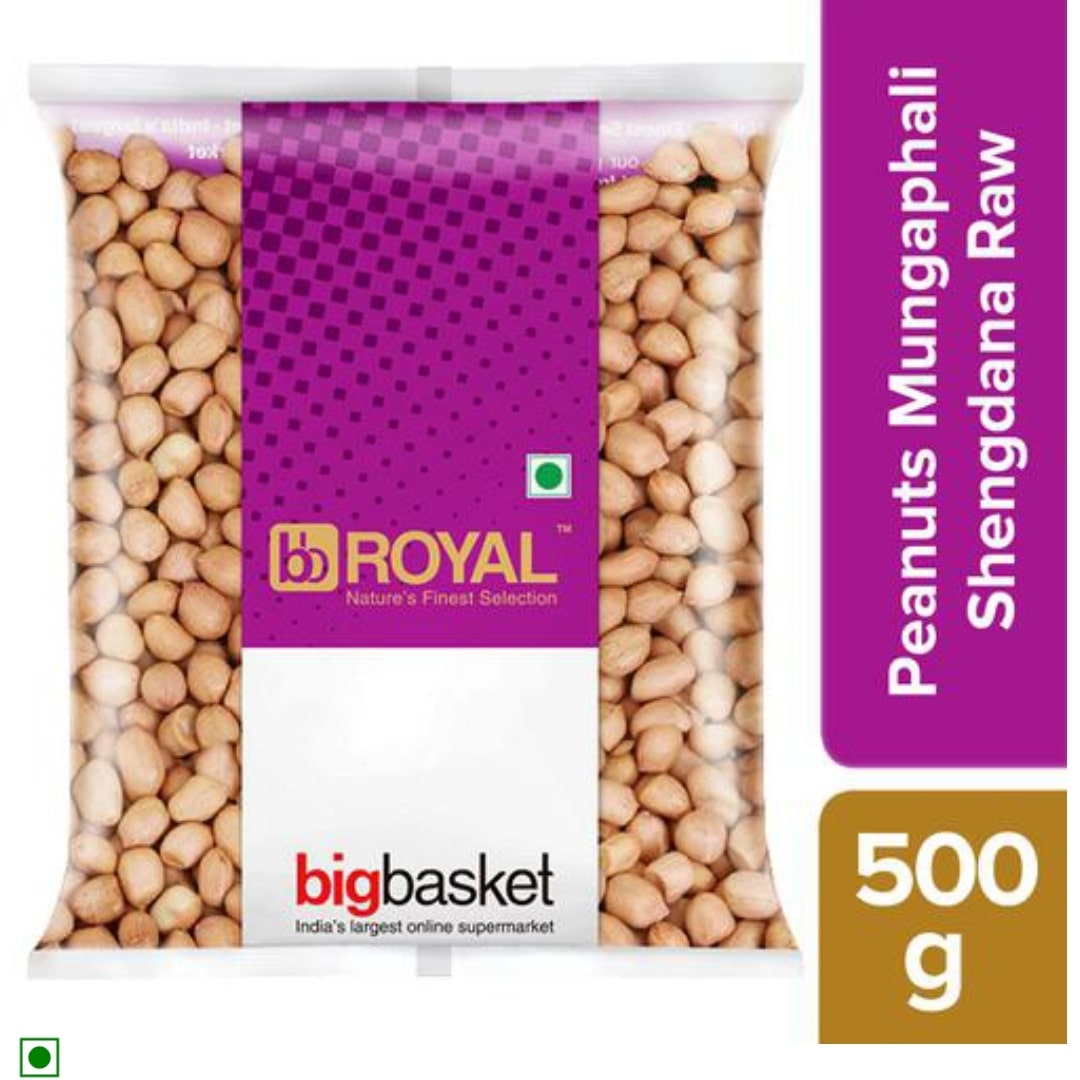 bb ROYAL™
Nature's Finest Selection
bigbasket
India's largest online supermarket
Peanuts Mungaphali
Shengdana Raw
500
g